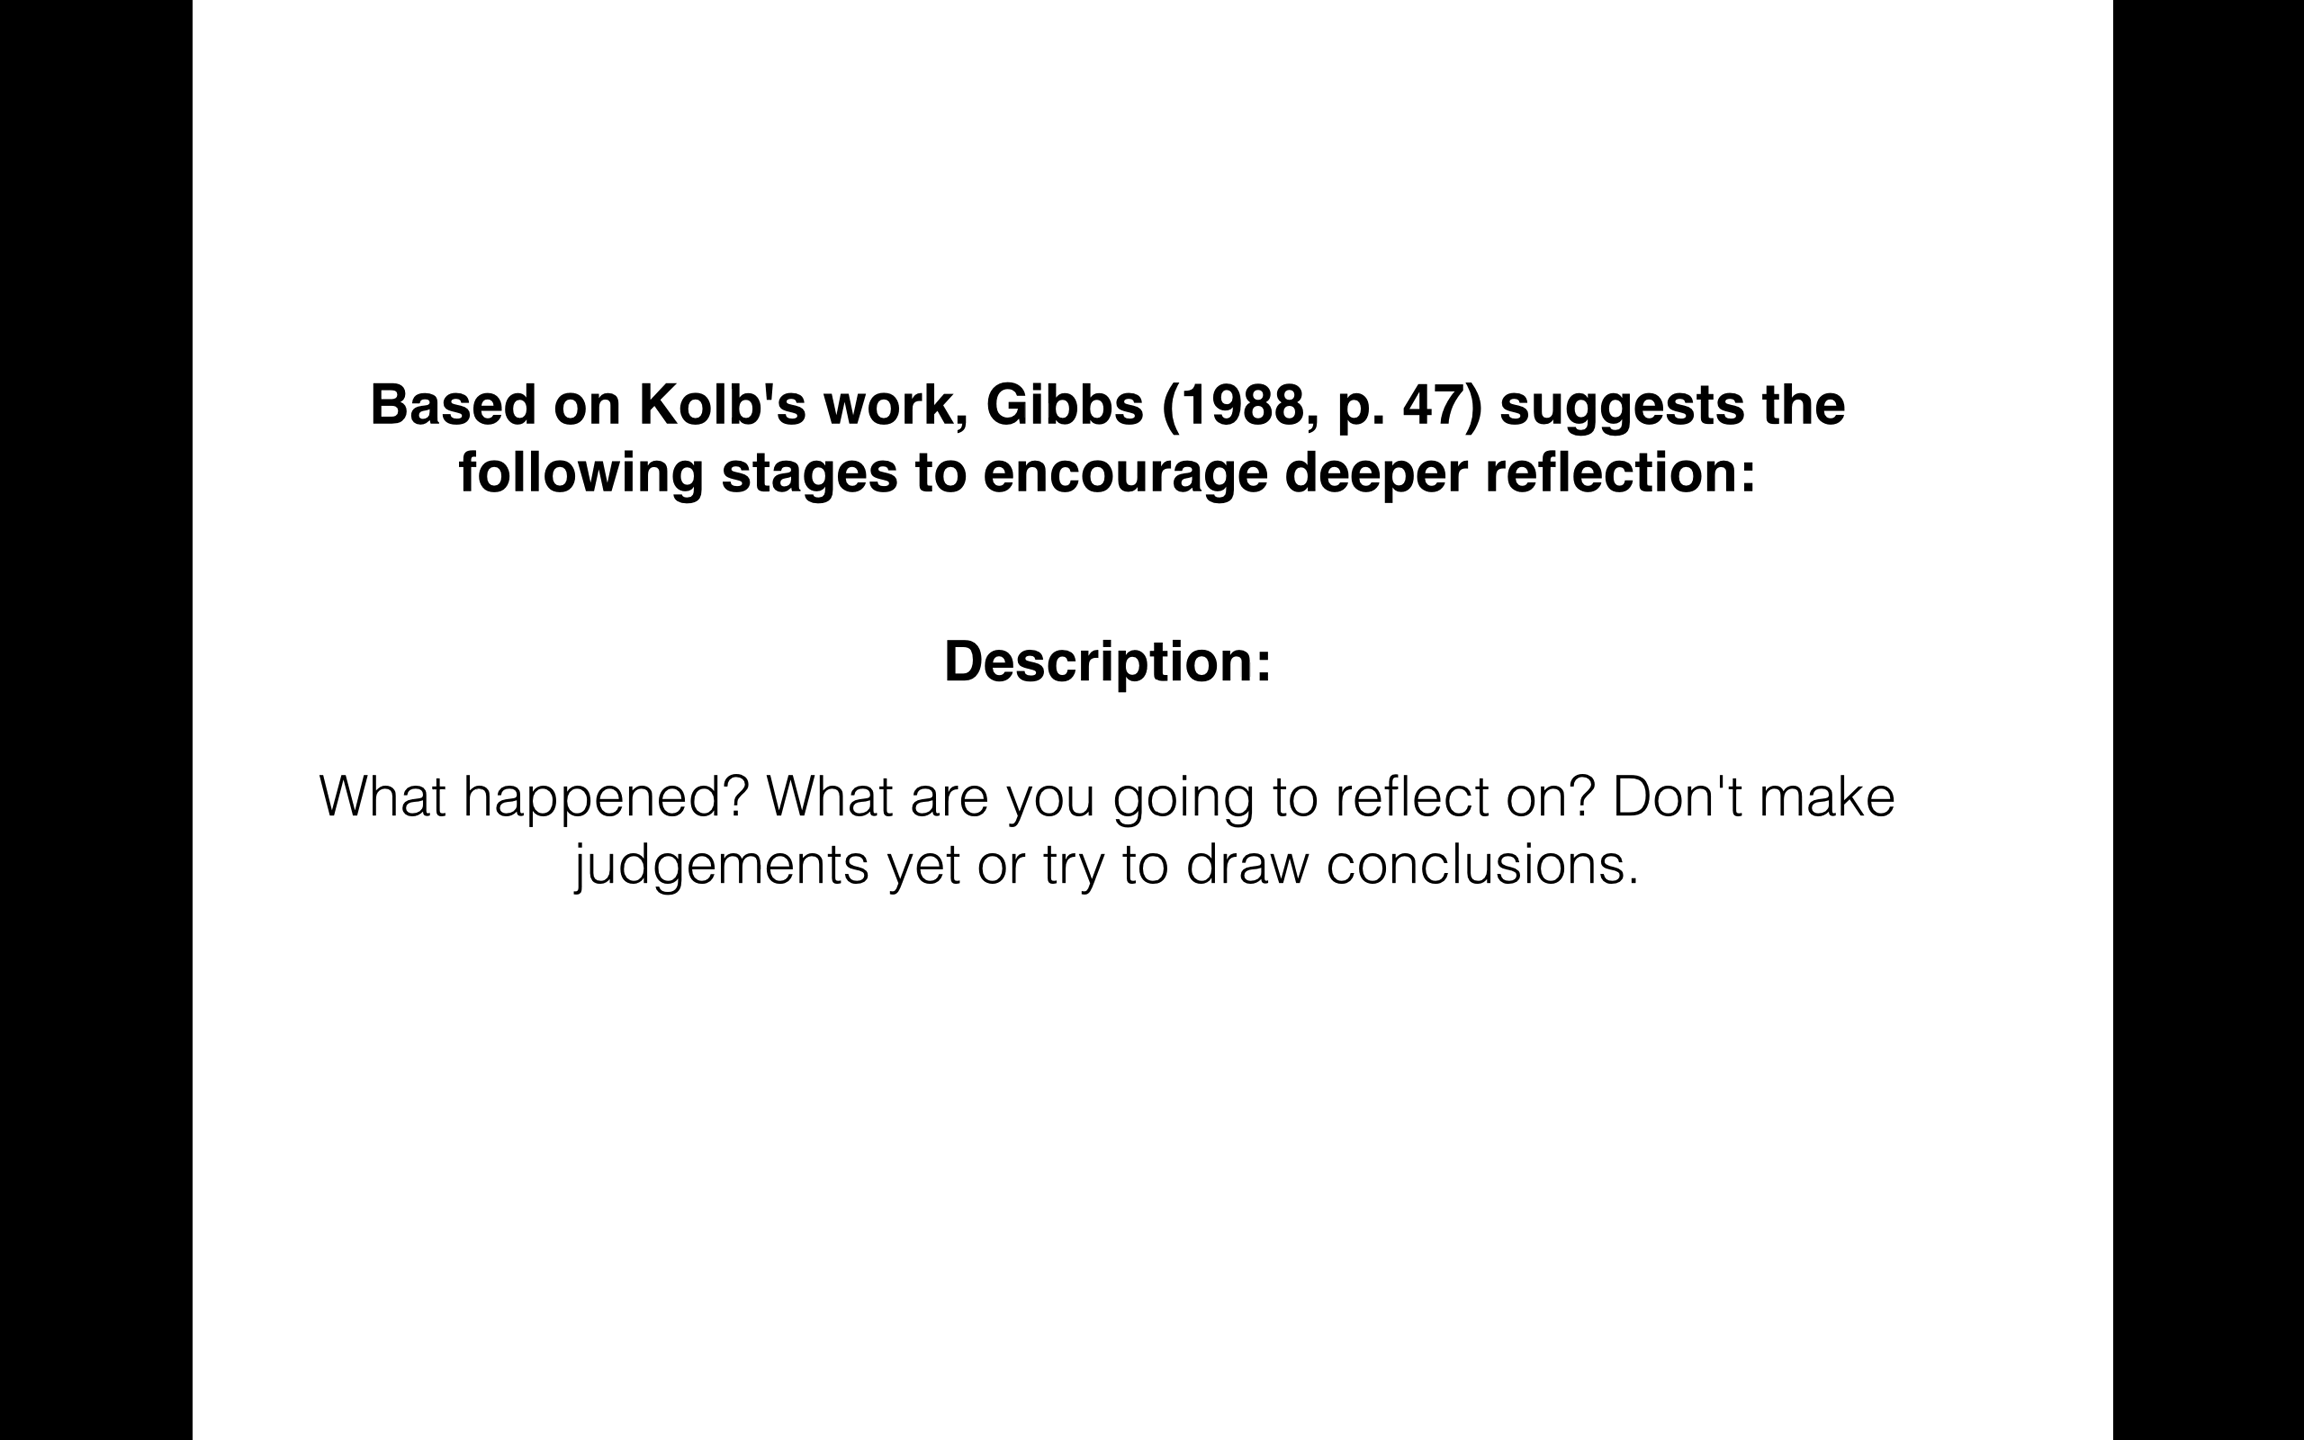 Based on Kolb's work, Gibbs (1988, p. 47) suggests the
following stages to encourage deeper reflection:
Description:
What happened? What are you going to reflect on? Don't make
judgements yet or try to draw conclusions.